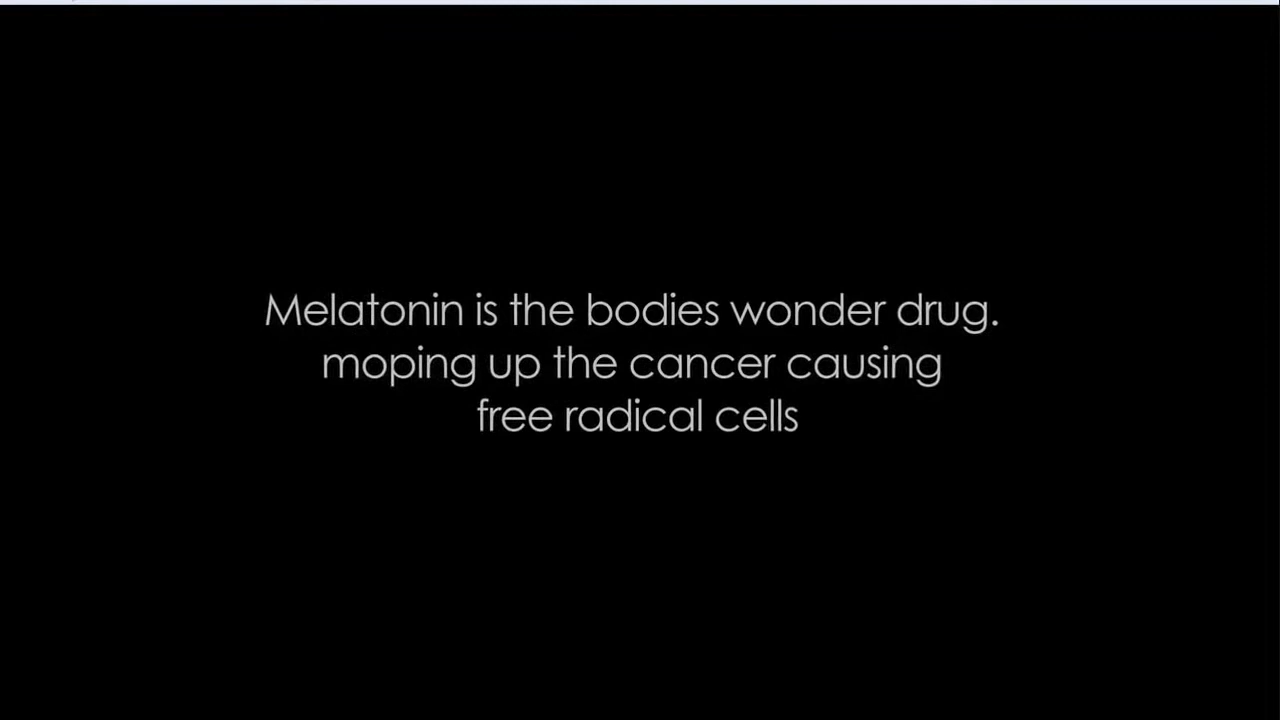 Melatonin is the bodies wonder drug.
moping up the cancer causing
free radical cells